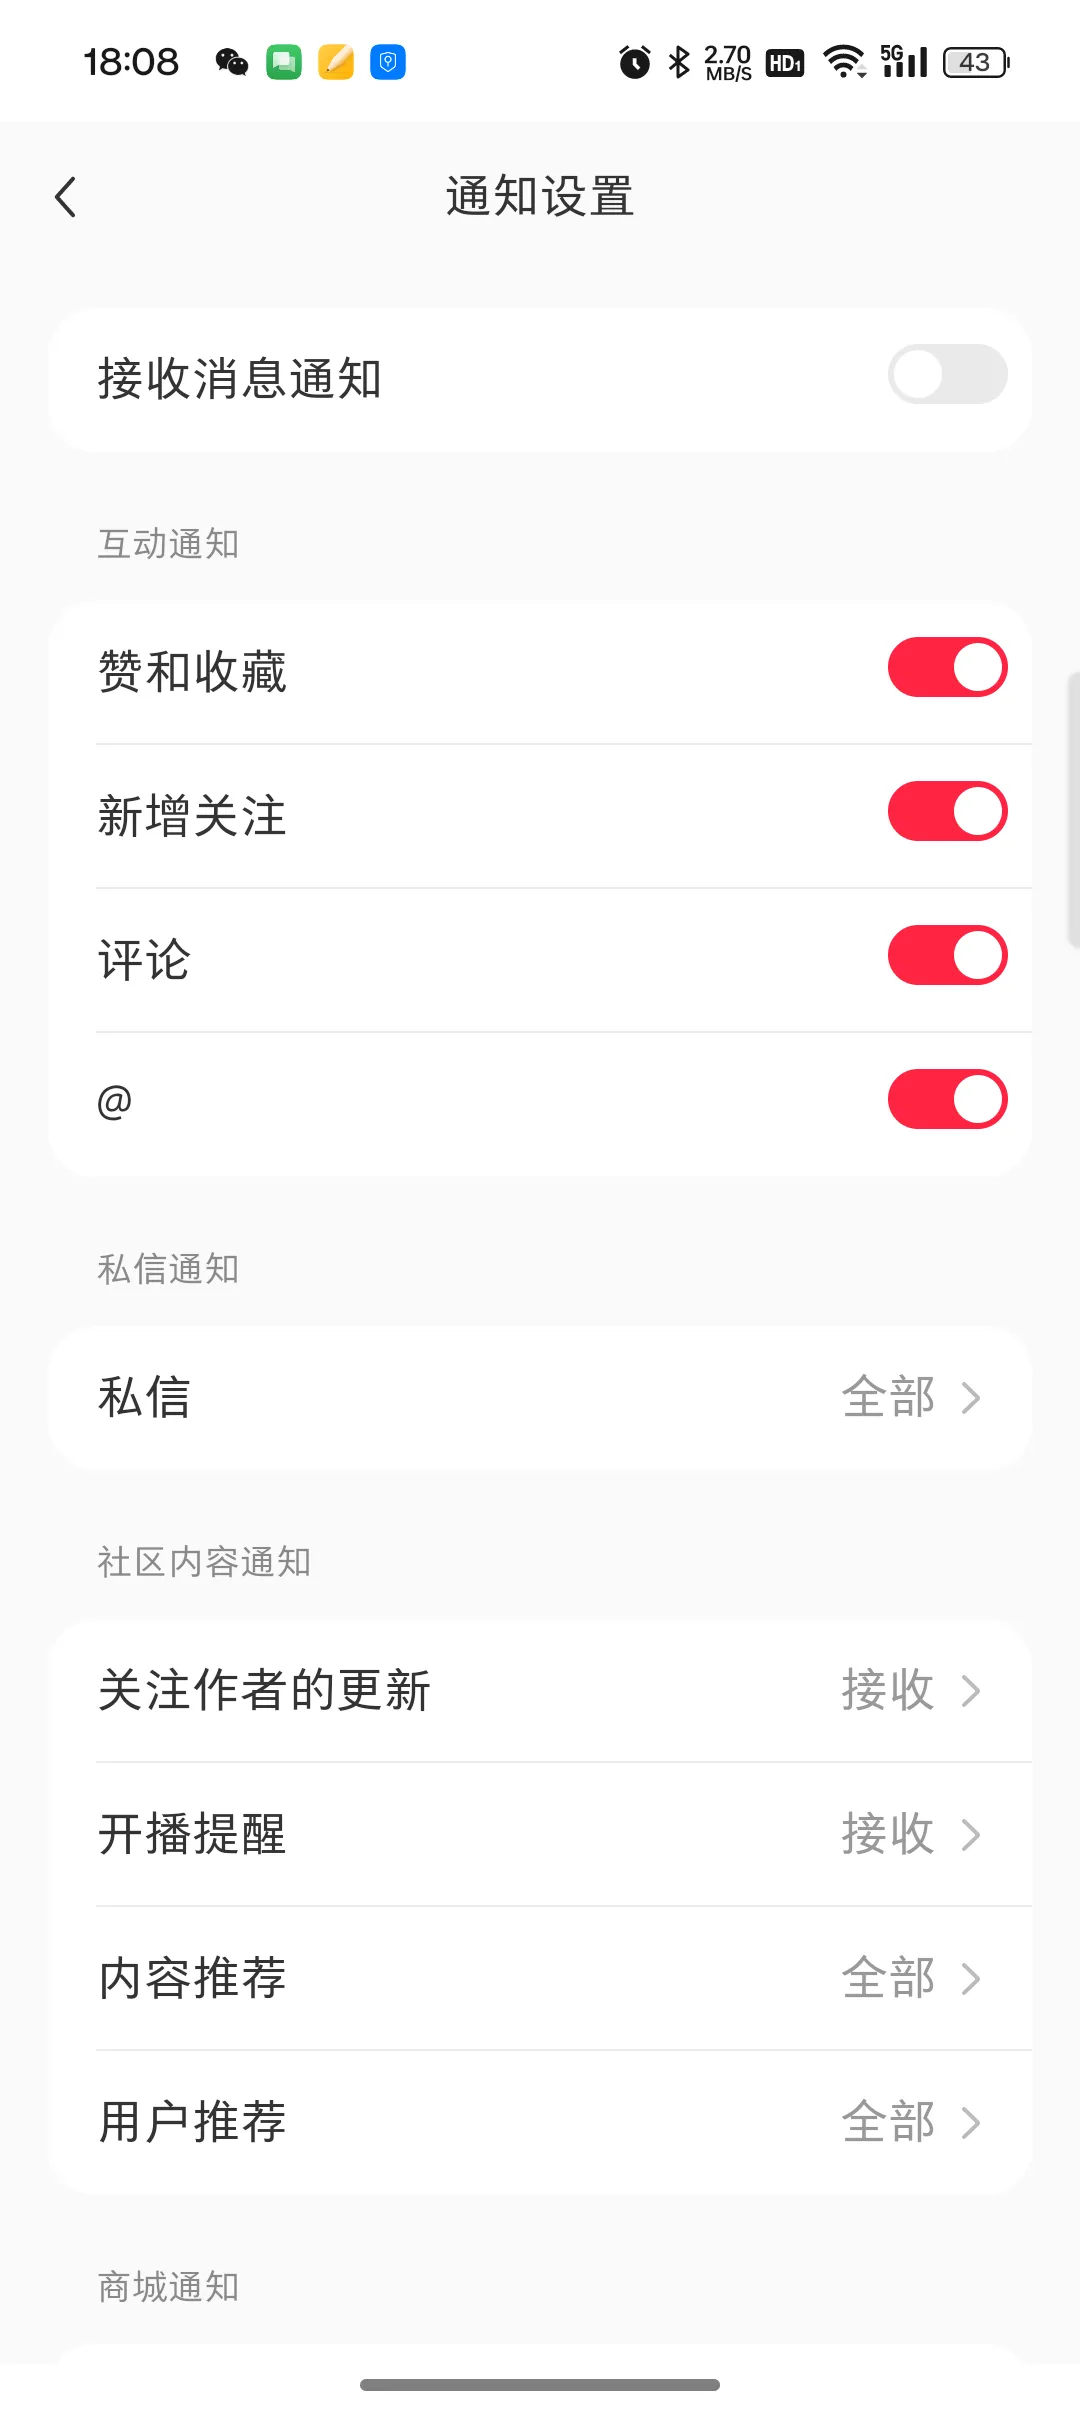 18:08
2.70 MB/S HD1 5G 43
通知设置
接收消息通知
互动通知
赞和收藏
新增关注
评论
@
私信通知
私信 全部
社区内容通知
关注作者的更新 接收
开播提醒 接收
内容推荐 全部
用户推荐 全部
商城通知